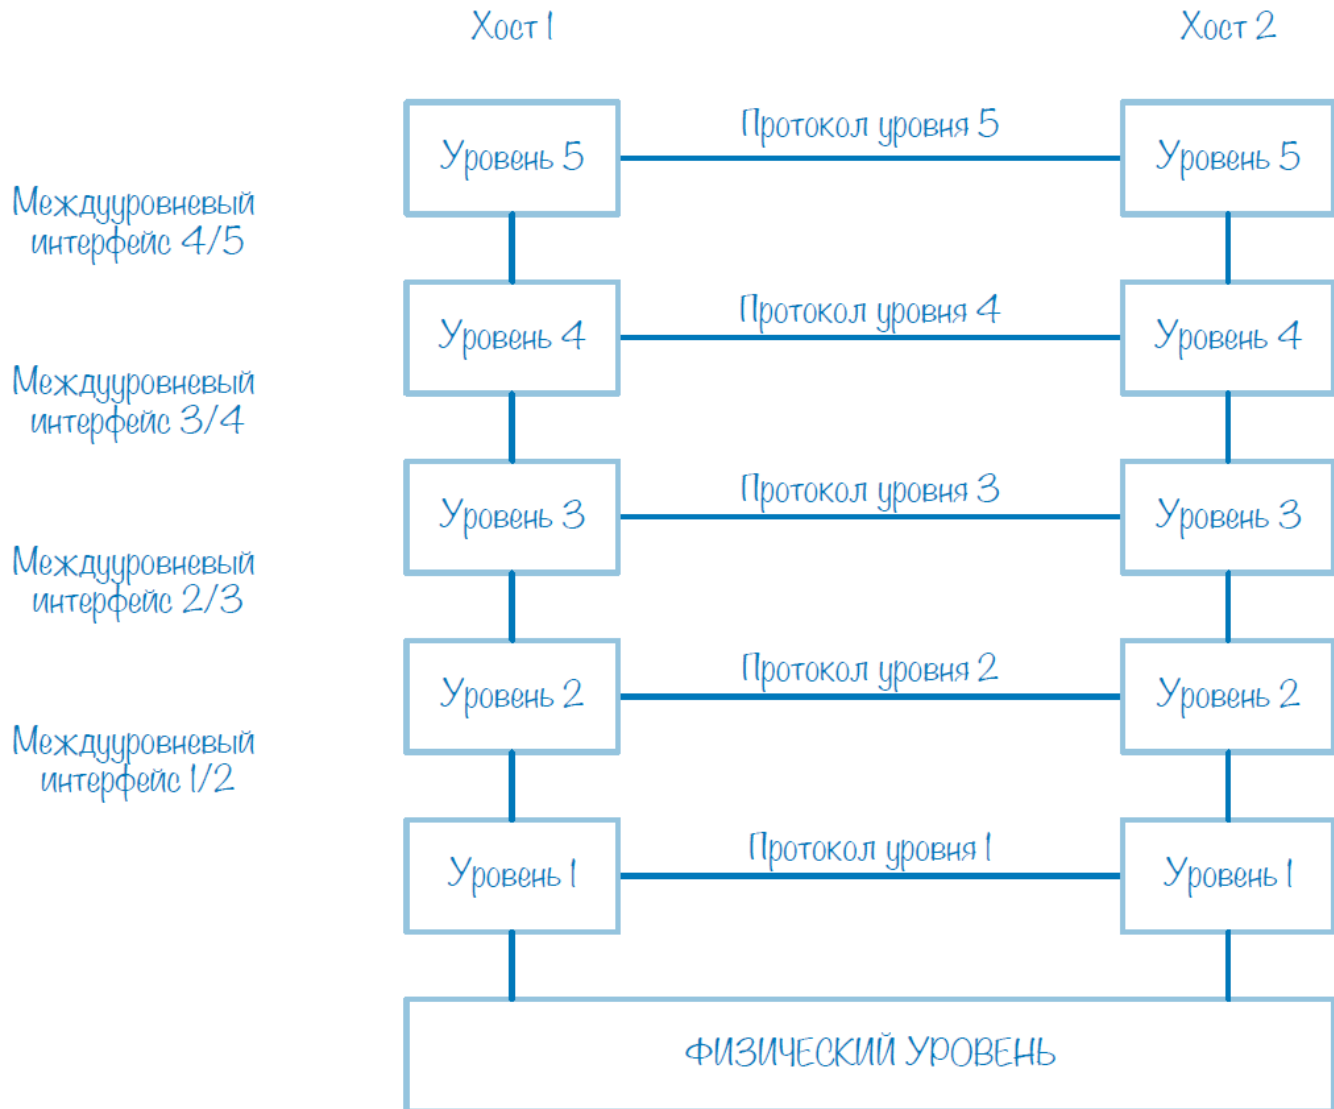 Хост 1
Хост 2
Уровень 5
Протокол уровня 5
Уровень 5
Междууровневый
интерфейс 4/5
Уровень 4
Протокол уровня 4
Уровень 4
Междууровневый
интерфейс 3/4
Уровень 3
Протокол уровня 3
Уровень 3
Междууровневый
интерфейс 2/3
Уровень 2
Протокол уровня 2
Уровень 2
Междууровневый
интерфейс 1/2
Уровень 1
Протокол уровня 1
Уровень 1
ФИЗИЧЕСКИЙ УРОВЕНЬ